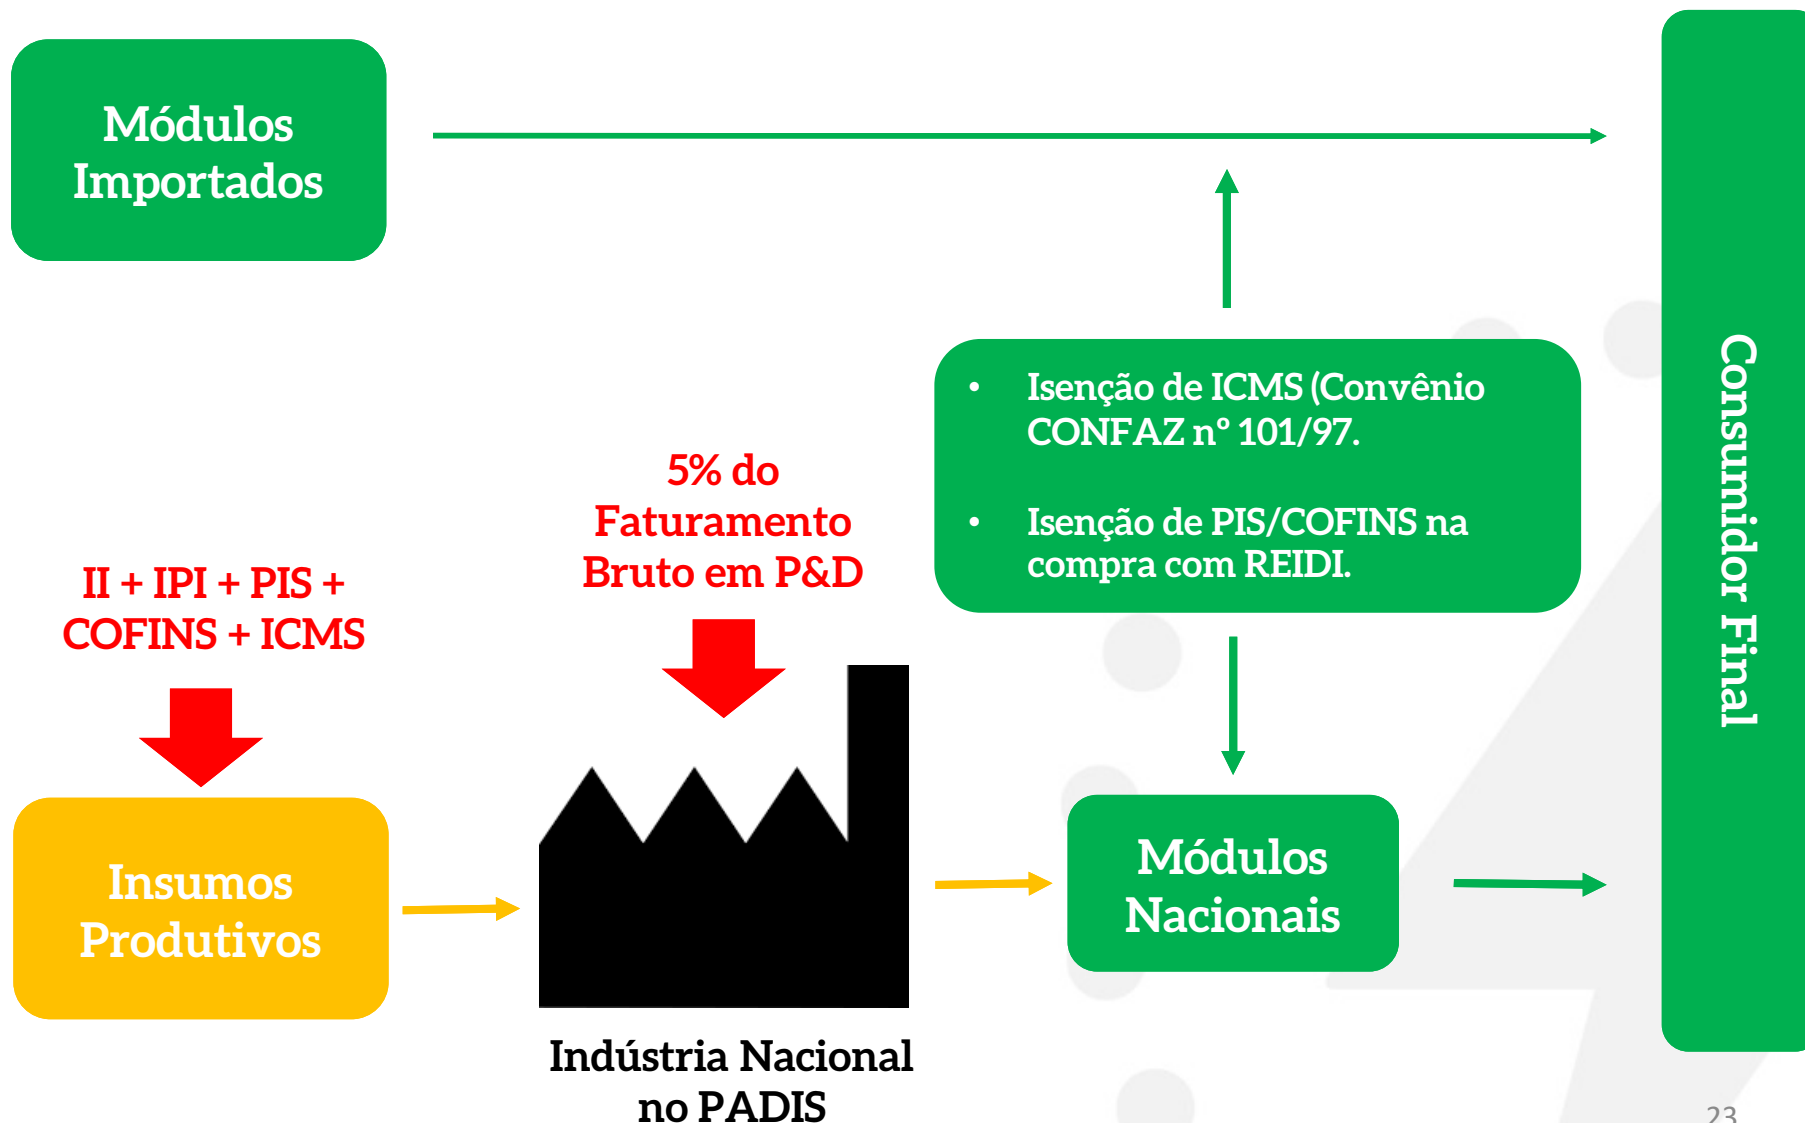 Módulos
Importados
• Isenção de ICMS (Convênio
CONFAZ nº 101/97.
• Isenção de PIS/COFINS na
compra com REIDI.
Consumidor Final
5% do
Faturamento
Bruto em P&D
II + IPI + PIS +
COFINS + ICMS
Insumos
Produtivos
Módulos
Nacionais
Indústria Nacional
no PADIS
23